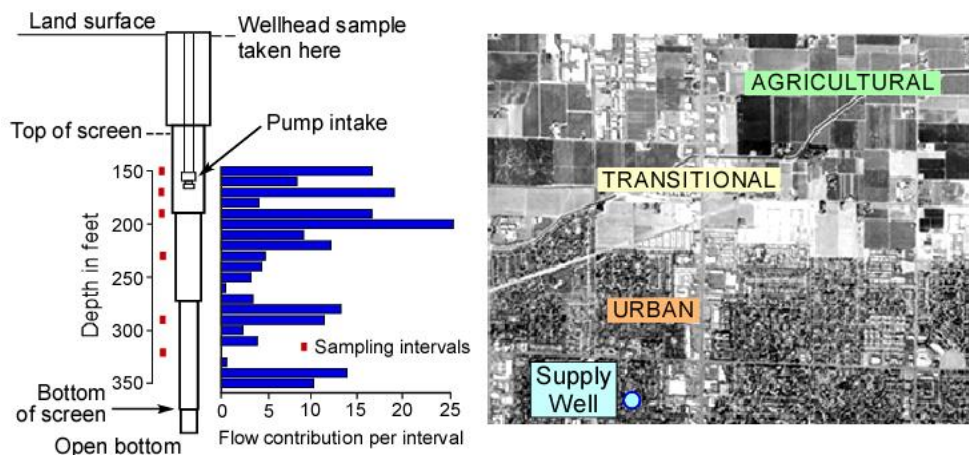 Land surface
Wellhead sample
taken here
Top of screen
Pump intake
Depth in feet
150
200
250
300
350
Sampling intervals
Bottom
of screen
Open bottom
0
5
10
15
20
25
Flow contribution per interval
AGRICULTURAL
TRANSITIONAL
URBAN
Supply
Well